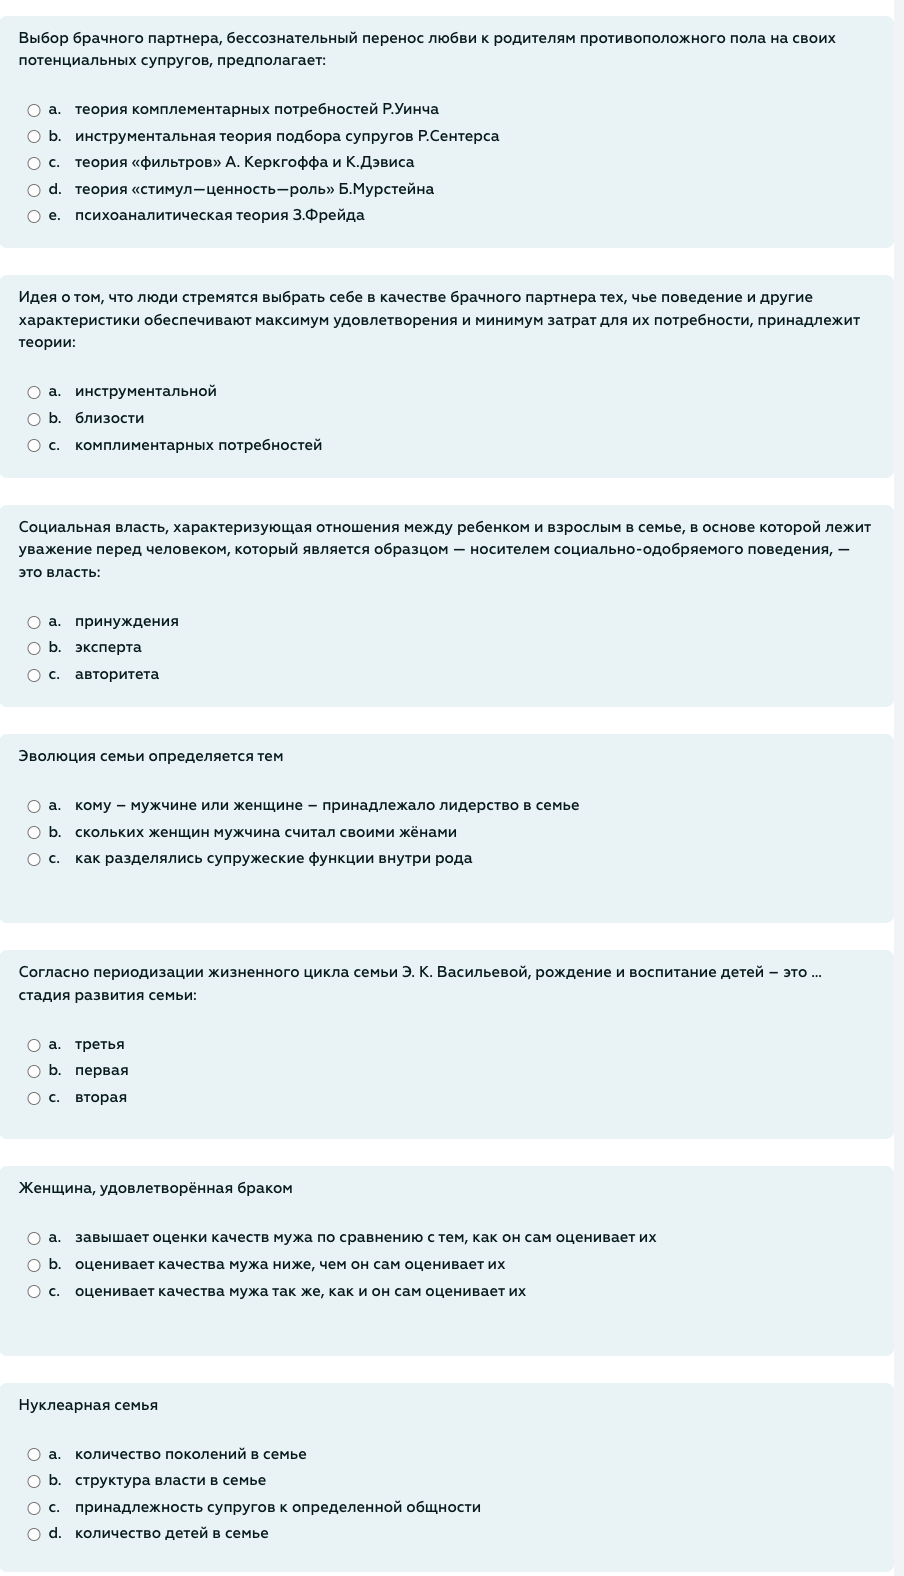 Выбор брачного партнера, бессознательный перенос любви к родителям противоположного пола на своих
потенциальных супругов, предполагает:
a. теория комплементарных потребностей Р.Уинча
b. инструментальная теория подбора супругов Р.Сентерса
c. теория «фильтров» А. Керкгоффа и К.Дэвиса
d. теория «стимул—ценность—роль» Б.Мурстейна
e. психоаналитическая теория З.Фрейда
Идея о том, что люди стремятся выбрать себе в качестве брачного партнера тех, чье поведение и другие
характеристики обеспечивают максимум удовлетворения и минимум затрат для их потребности, принадлежит
теории:
a. инструментальной
b. близости
c. комплиментарных потребностей
Социальная власть, характеризующая отношения между ребенком и взрослым в семье, в основе которой лежит
уважение перед человеком, который является образцом — носителем социально-одобряемого поведения, —
это власть:
a. принуждения
b. эксперта
c. авторитета
Эволюция семьи определяется тем
a. кому – мужчине или женщине – принадлежало лидерство в семье
b. скольких женщин мужчина считал своими жёнами
c. как разделялись супружеские функции внутри рода
Согласно периодизации жизненного цикла семьи Э. К. Васильевой, рождение и воспитание детей – это ...
стадия развития семьи:
a. третья
b. первая
c. вторая
Женщина, удовлетворённая браком
a. завышает оценки качеств мужа по сравнению с тем, как он сам оценивает их
b. оценивает качества мужа ниже, чем он сам оценивает их
c. оценивает качества мужа так же, как и он сам оценивает их
Нуклеарная семья
a. количество поколений в семье
b. структура власти в семье
c. принадлежность супругов к определенной общности
d. количество детей в семье